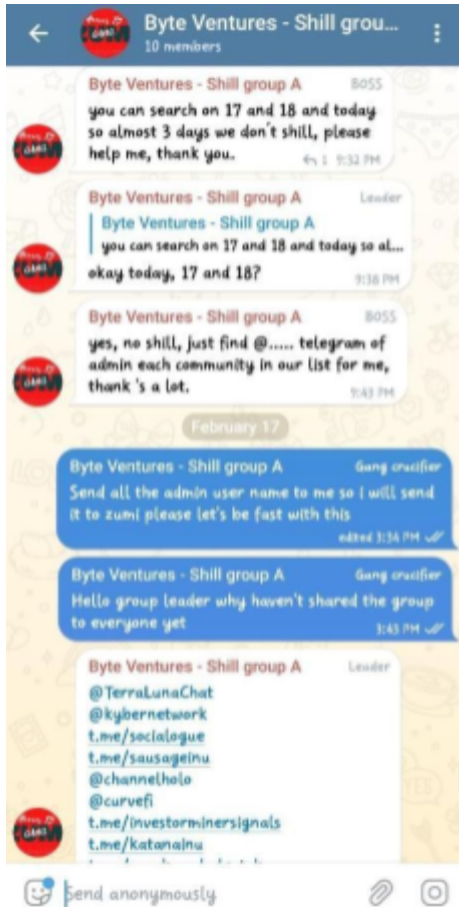 Byte Ventures - Shill grou...
10 members
Byte Ventures - Shill group A BOSS
you can search on 17 and 18 and today
so almost 3 days we don't shill, please
help me, thank you.
1 9:32 PM
Byte Ventures - Shill group A Leader
Byte Ventures - Shill group A
you can search on 17 and 18 and today so al...
okay today, 17 and 18?
9:38 PM
Byte Ventures - Shill group A BOSS
yes, no shill, just find @..... telegram of
admin each community in our list for me,
thank 's a lot.
9:43 PM
February 17
Byte Ventures - Shill group A Gang crucifier
Send all the admin user name to me so i will send
it to zumi please let's be fast with this
edited 3:34 PM
Byte Ventures - Shill group A Gang crucifier
Hello group leader why haven't shared the group
to everyone yet
3:43 PM
Byte Ventures - Shill group A Leader
@TerraLunaChat
@kybernetwork
t.me/socialogue
t.me/sausageinu
@channelholo
@curvefi
t.me/investorminersignals
t.me/katanainu
Send anonymously